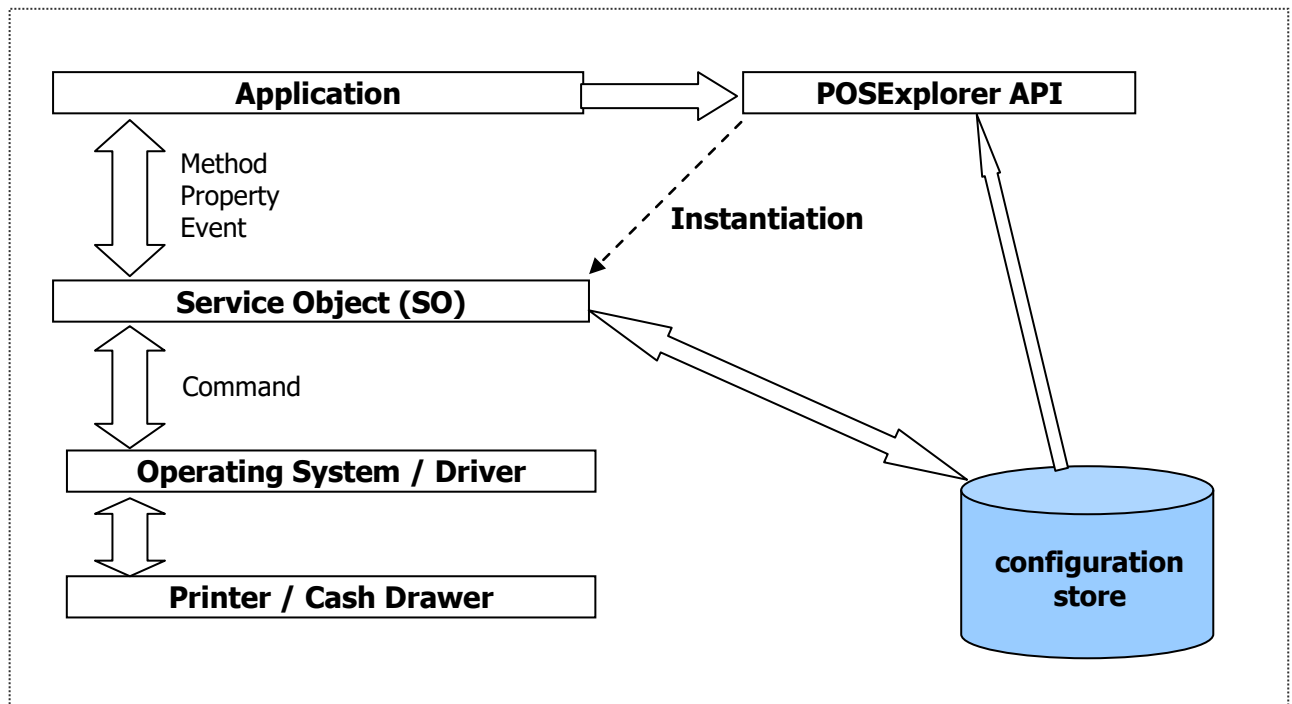 Application
POSExplorer API
Method
Property
Event
Instantiation
Service Object (SO)
Command
Operating System / Driver
Printer / Cash Drawer
configuration
store